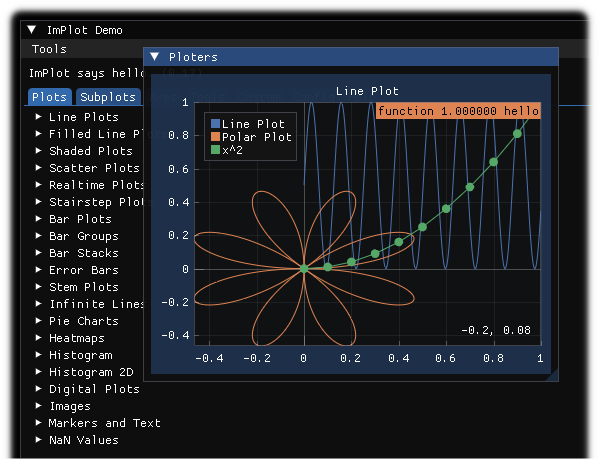 ImPlot Demo
Tools
Ploters
ImPlot says hello
Plots
Subplots
Line Plots
Filled Line
Shaded Plots
Scatter Plots
Realtime Plots
Stairstep Plo
Bar Plots
Bar Groups
Bar Stacks
Error Bars
Stem Plots
Infinite Lines
Pie Charts
Heatmaps
Histogram
Histogram 2D
Digital Plots
Images
Markers and Text
NaN Values
Line Plot
function 1.000000 hello
Line Plot
Polar Plot
x^2
1
0.8
0.6
0.4
0.2
0
-0.2
-0.4
-0.2, 0.08
-0.4
-0.2
0
0.2
0.4
0.6
0.8
1